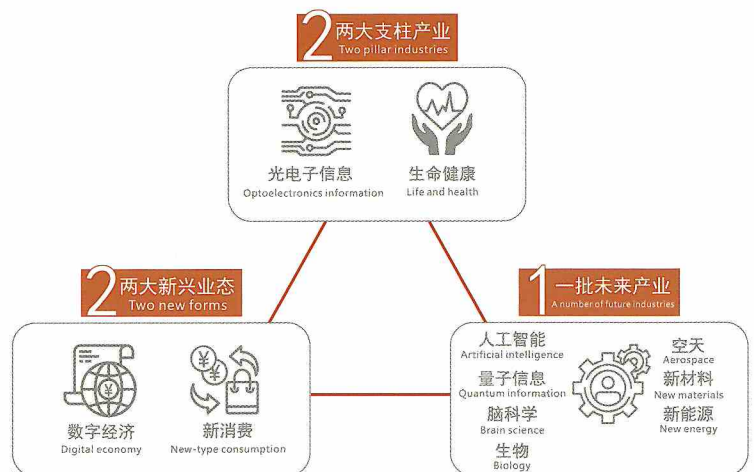 2 两大支柱产业
Two pillar industries
光电子信息
Optoelectronics information
生命健康
Life and health
2 两大新兴业态
Two new forms
¥
¥
¥
数字经济
Digital economy
新消费
New-type consumption
1 一批未来产业
A number of future industries
人工智能
Artificial intelligence
量子信息
Quantum information
脑科学
Brain science
生物
Biology
空天
Aerospace
新材料
New materials
新能源
New energy